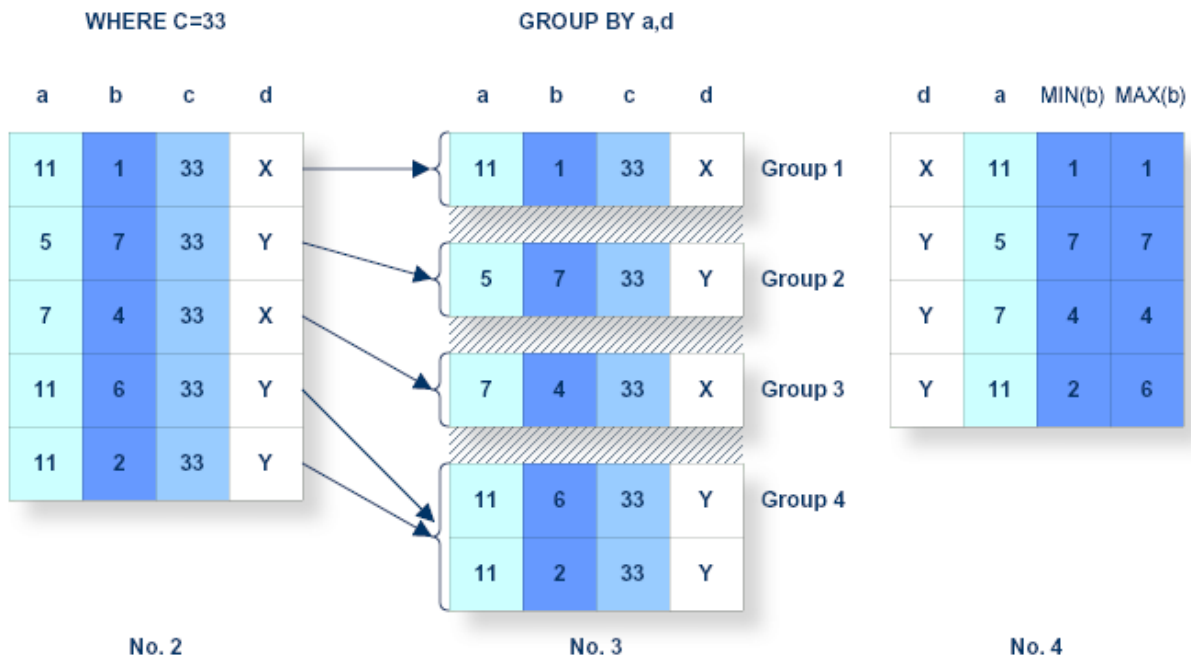 WHERE C=33
GROUP BY a,d
a b c d
11 1 33 X
5 7 33 Y
7 4 33 X
11 6 33 Y
11 2 33 Y
No. 2
a b c d
11 1 33 X Group 1
5 7 33 Y Group 2
7 4 33 X Group 3
11 6 33 Y Group 4
11 2 33 Y
No. 3
d a MIN(b) MAX(b)
X 11 1 1
Y 5 7 7
Y 7 4 4
Y 11 2 6
No. 4